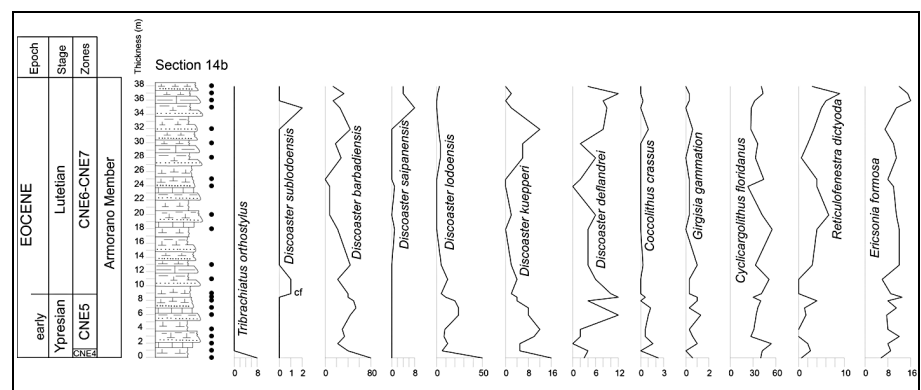 Thickness (m)
Epoch
Stage
Zones
Section 14b
EOCENE
early
Lutetian
Ypresian
CNE6-CNE7
CNE5
CNE4
Armorano Member
38
36
34
32
30
28
26
24
22
20
18
16
14
12
10
9
8
6
4
2
0
Tribrachiatus orthostylus
Discoaster sublodoensis
cf
Discoaster barbadiensis
Discoaster saipanensis
Discoaster lodoensis
Discoaster kuepperi
Discoaster deflandrei
Coccolithus crassus
Girgisia gammation
Cyclicargolithus floridanus
Reticulofenestra dictyoda
Ericsonia formosa
0 8 0 1 2 0 80 0 8 0 50 0 8 16 0 6 12 0 2 0 2 0 30 60 0 10 0 8 16